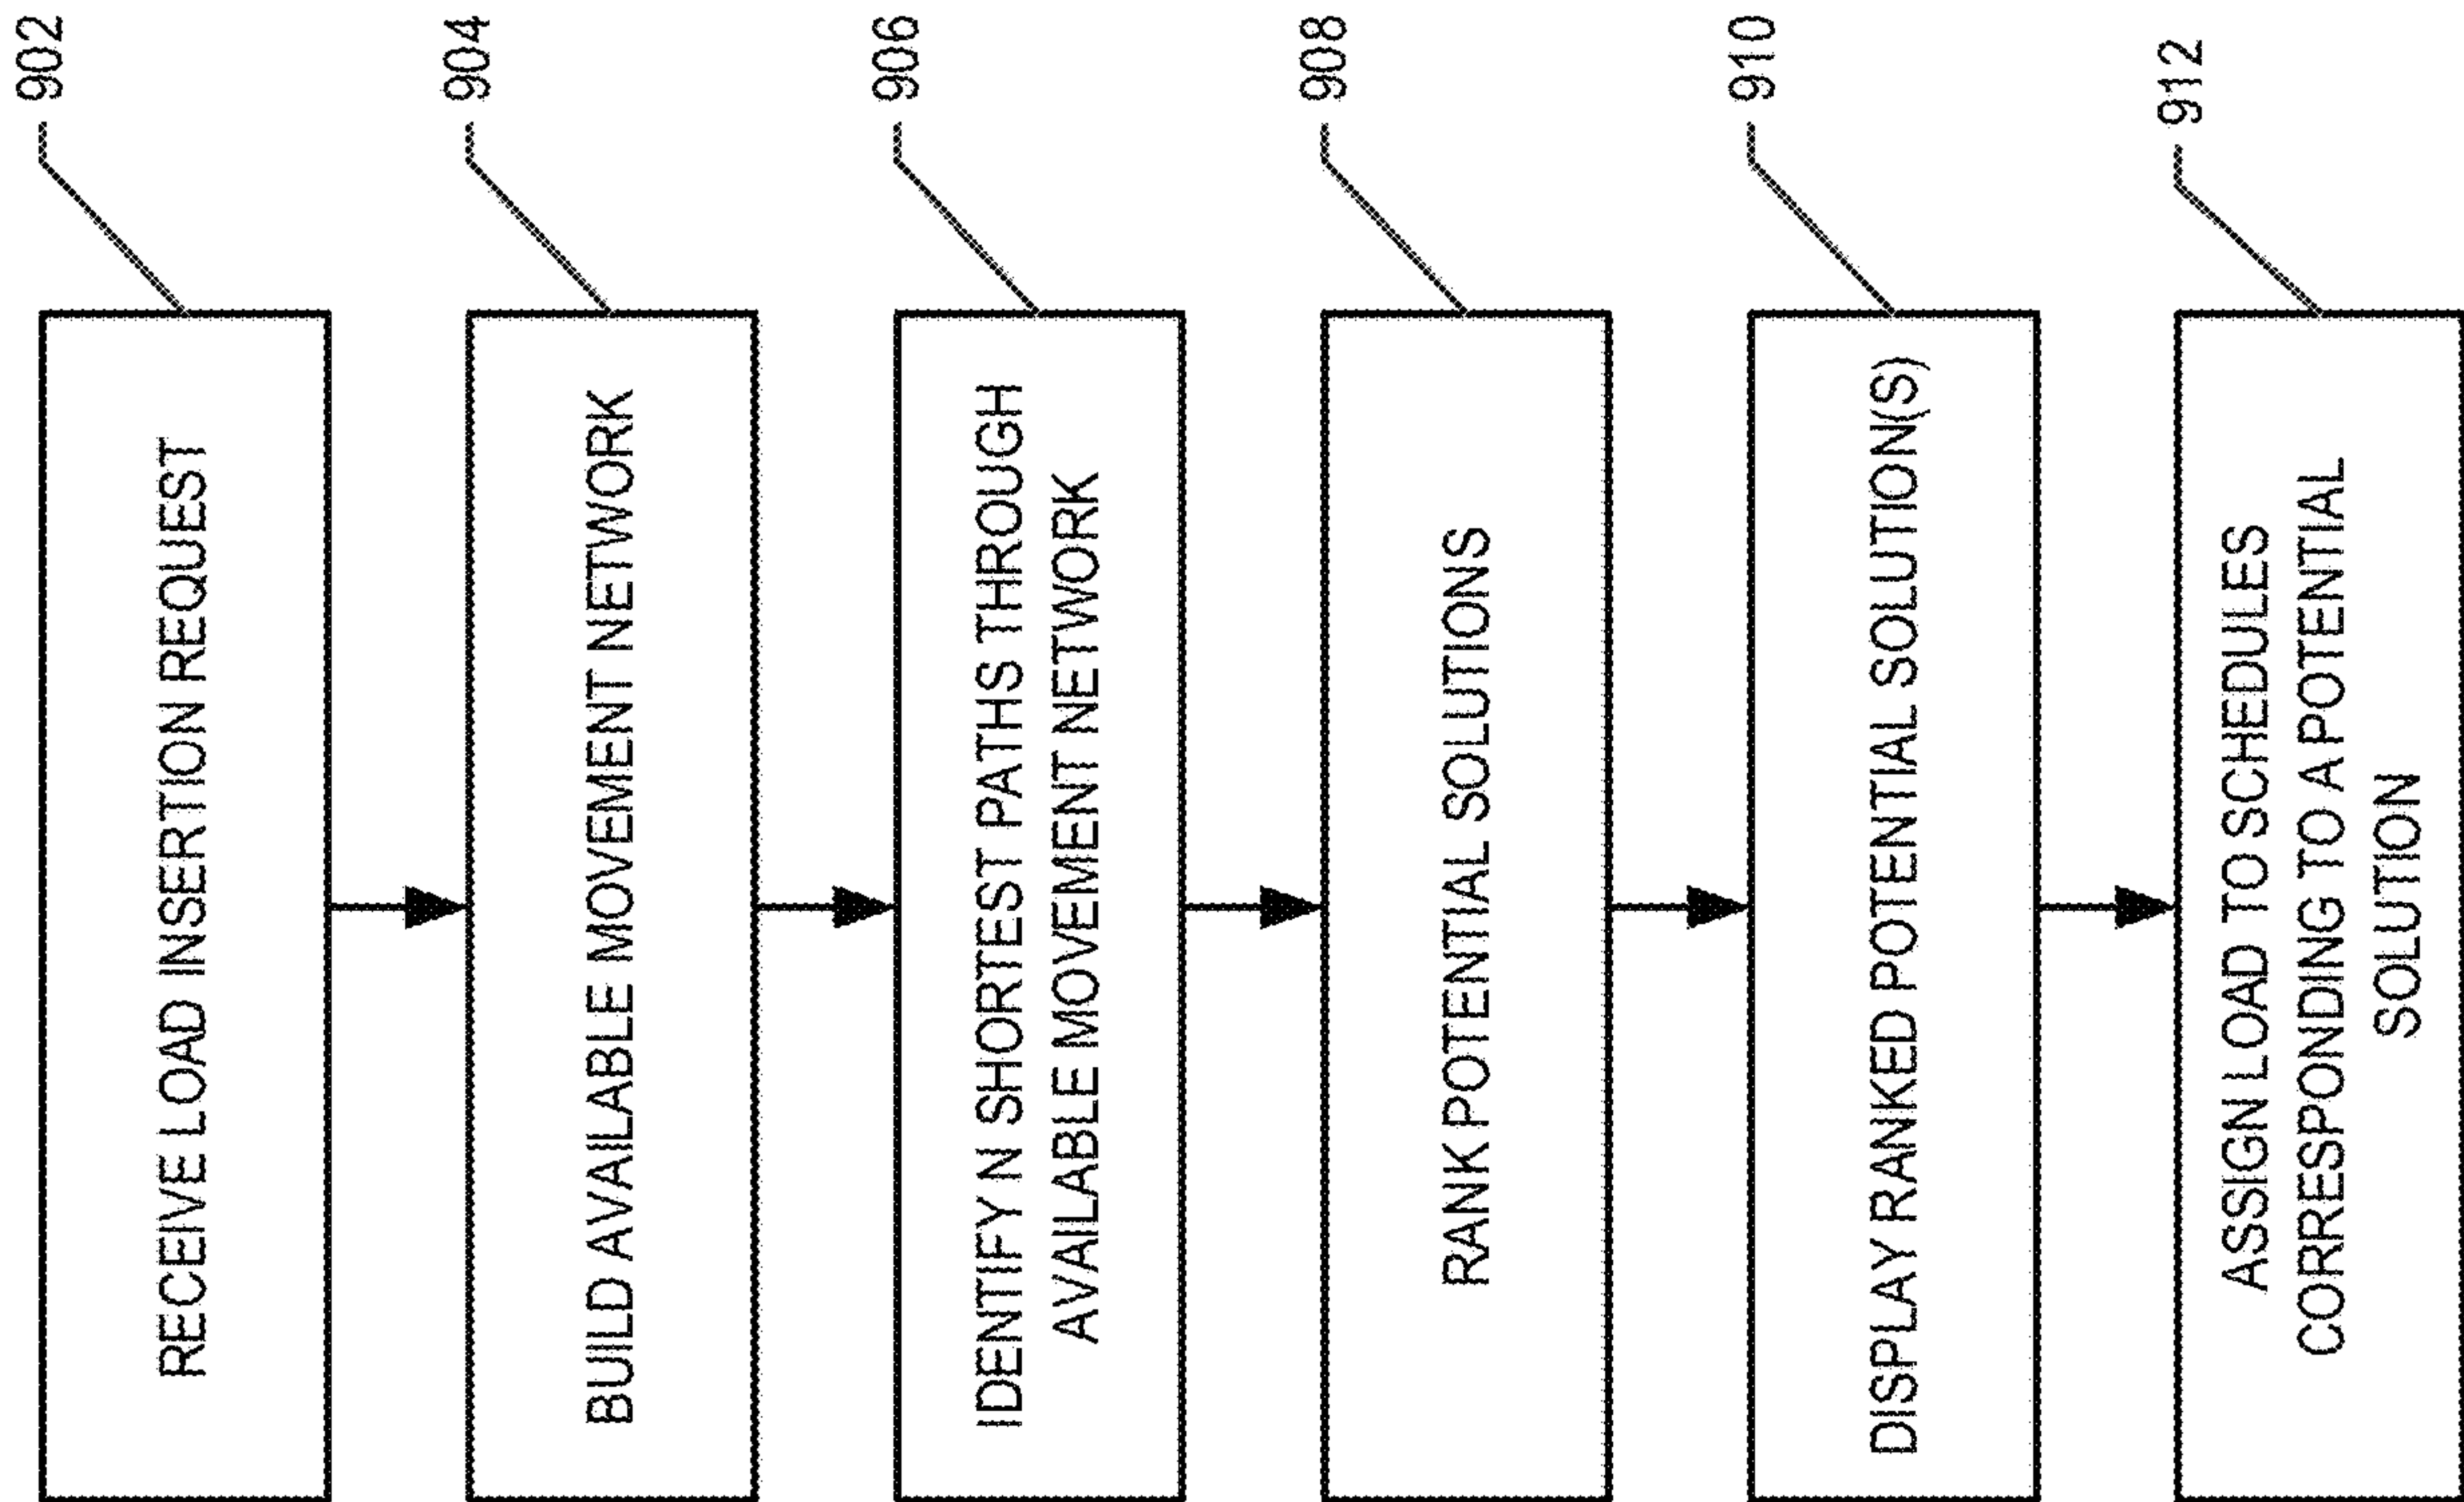 902
RECEIVE LOAD INSERTION REQUEST
904
BUILD AVAILABLE MOVEMENT NETWORK
906
IDENTIFY N SHORTEST PATHS THROUGH
AVAILABLE MOVEMENT NETWORK
908
RANK POTENTIAL SOLUTIONS
910
DISPLAY RANKED POTENTIAL SOLUTION(S)
912
ASSIGN LOAD TO SCHEDULES
CORRESPONDING TO A POTENTIAL
SOLUTION